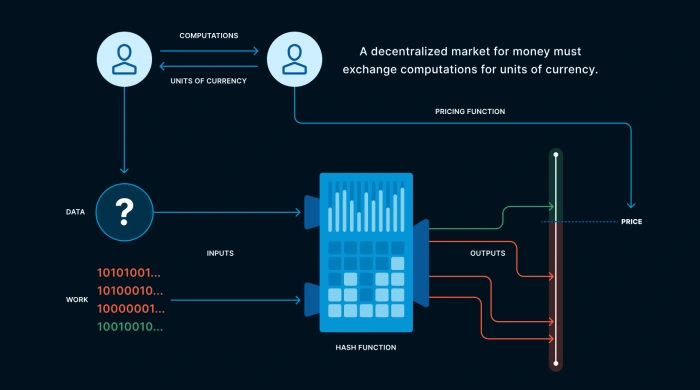 COMPUTATIONS
UNITS OF CURRENCY
A decentralized market for money must
exchange computations for units of currency.
PRICING FUNCTION
DATA
?
PRICE
INPUTS
OUTPUTS
WORK
10101001...
10100010...
10000001...
10010010...
HASH FUNCTION